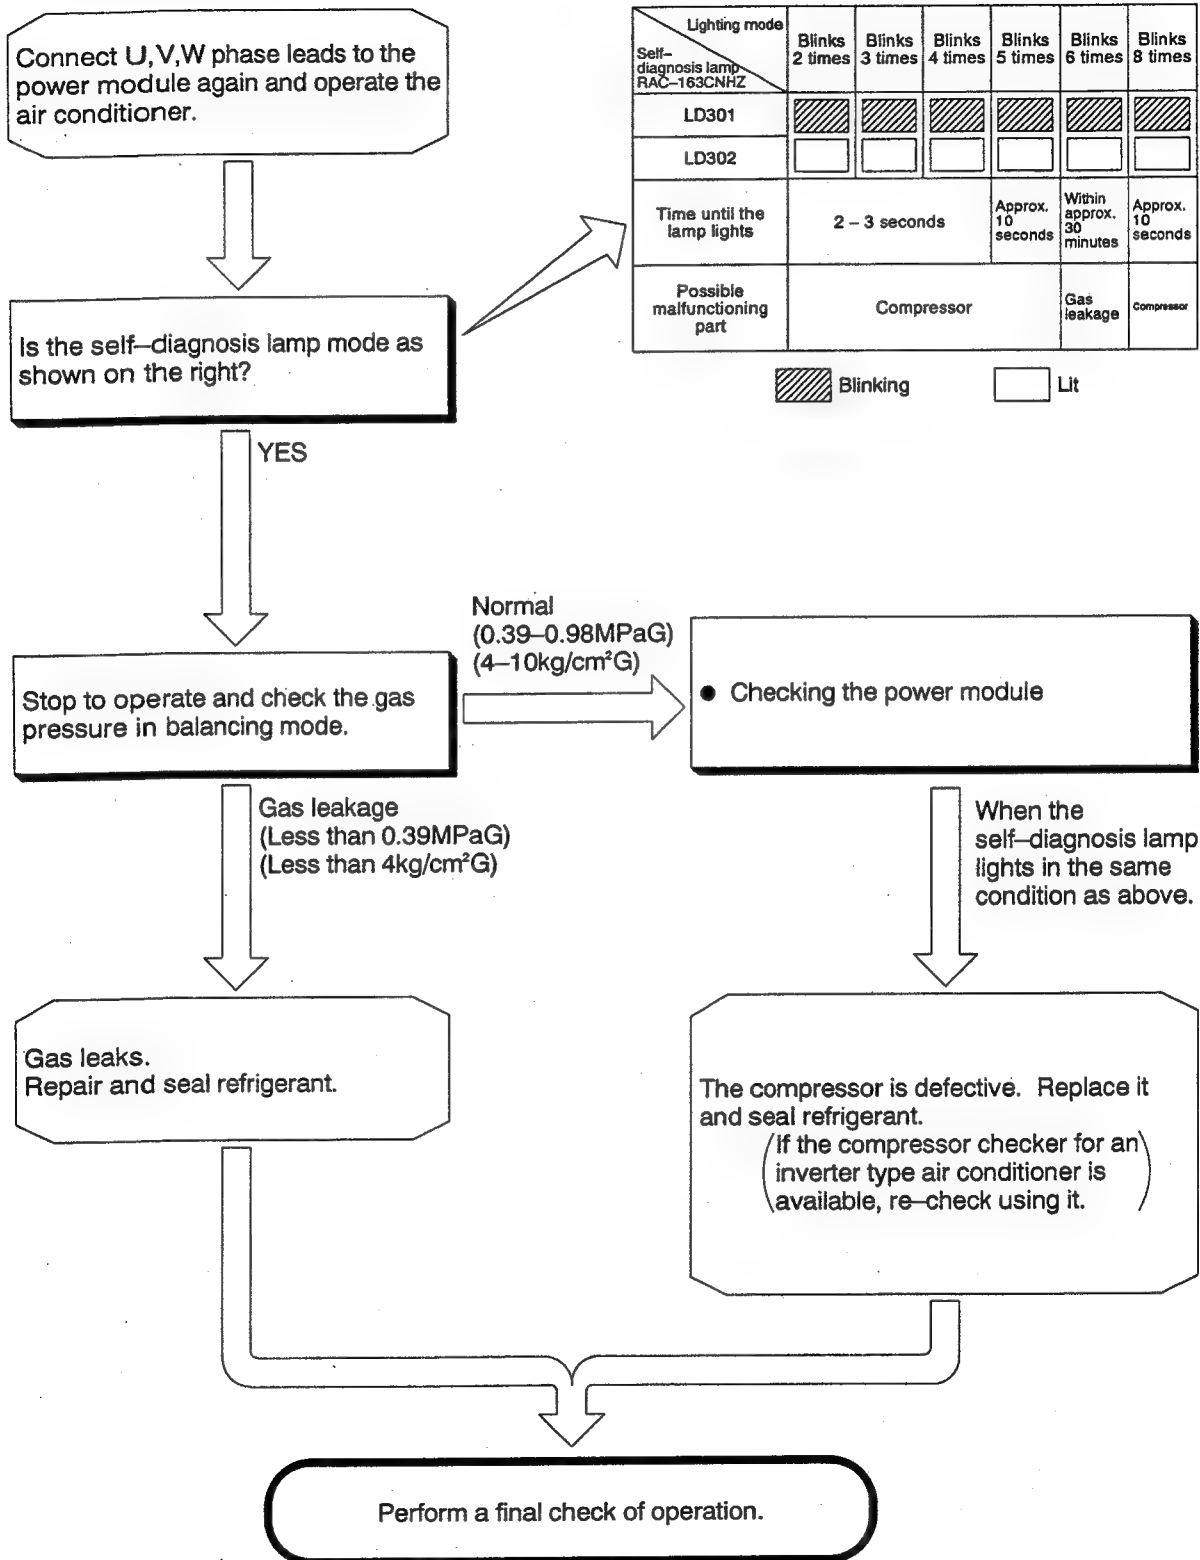 Connect U,V,W phase leads to the
power module again and operate the
air conditioner.
Lighting mode
Self–
diagnosis lamp
RAC–163CNHZ
Blinks
2 times
Blinks
3 times
Blinks
4 times
Blinks
5 times
Blinks
6 times
Blinks
8 times
LD301
LD302
Time until the
lamp lights
2 – 3 seconds
Approx.
10
seconds
Within
approx.
30
minutes
Approx.
10
seconds
Possible
malfunctioning
part
Compressor
Gas
leakage
Compressor
Blinking
Lit
Is the self–diagnosis lamp mode as
shown on the right?
YES
Normal
(0.39–0.98MPaG)
(4–10kg/cm²G)
Stop to operate and check the gas
pressure in balancing mode.
● Checking the power module
Gas leakage
(Less than 0.39MPaG)
(Less than 4kg/cm²G)
When the
self–diagnosis lamp
lights in the same
condition as above.
Gas leaks.
Repair and seal refrigerant.
The compressor is defective. Replace it
and seal refrigerant.
(If the compressor checker for an
inverter type air conditioner is
available, re–check using it.)
Perform a final check of operation.